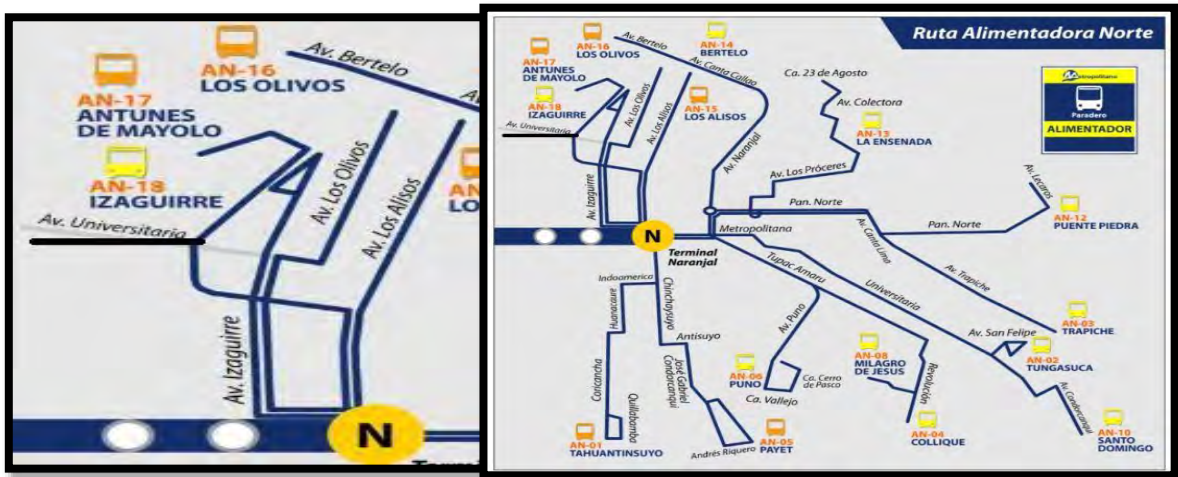 Av. Bertelo
AN-16
LOS OLIVOS
AN-17
ANTUNES
DE MAYOLO
AN-18
IZAGUIRRE
Av. Universitaria
Av. Los Olivos
Av. Los Alisos
Av. Izaguirre
LO
N
Ruta Alimentadora Norte
Metropolitano
Paradero
ALIMENTADOR
AN-16
LOS OLIVOS
AN-14
BERTELO
Av. Bertelo
Av. Canta Callao
AN-17
ANTUNES
DE MAYOLO
AN-18
IZAGUIRRE
Av. Universitaria
Av. Los Olivos
Av. Los Alisos
AN-15
LOS ALISOS
Av. Naranjal
Av. Izaguirre
Ca. 23 de Agosto
Av. Colectora
AN-13
LA ENSENADA
Av. Los Próceres
Pan. Norte
Av. Lecaros
AN-12
PUENTE PIEDRA
Pan. Norte
Av. Canta Lima
Av. Trapiche
AN-03
TRAPICHE
N
Metropolitana
Terminal
Naranjal
Tupac Amaru
Universitaria
Av. San Felipe
AN-02
TUNGASUCA
Av. Condorcanqui
AN-10
SANTO
DOMINGO
Indoamerica
Chinchaysuyo
Huanacaure
Antisuyo
Av. Puno
AN-08
MILAGRO
DE JESUS
Revolución
AN-06
PUNO
Ca. Cerro
de Pasco
Ca. Vallejo
Coricancha
Quillabamba
José Gabriel
Condorcanqui
AN-01
TAHUANTINSUYO
Andrés Riquero
AN-05
PAYET
AN-04
COLLIQUE